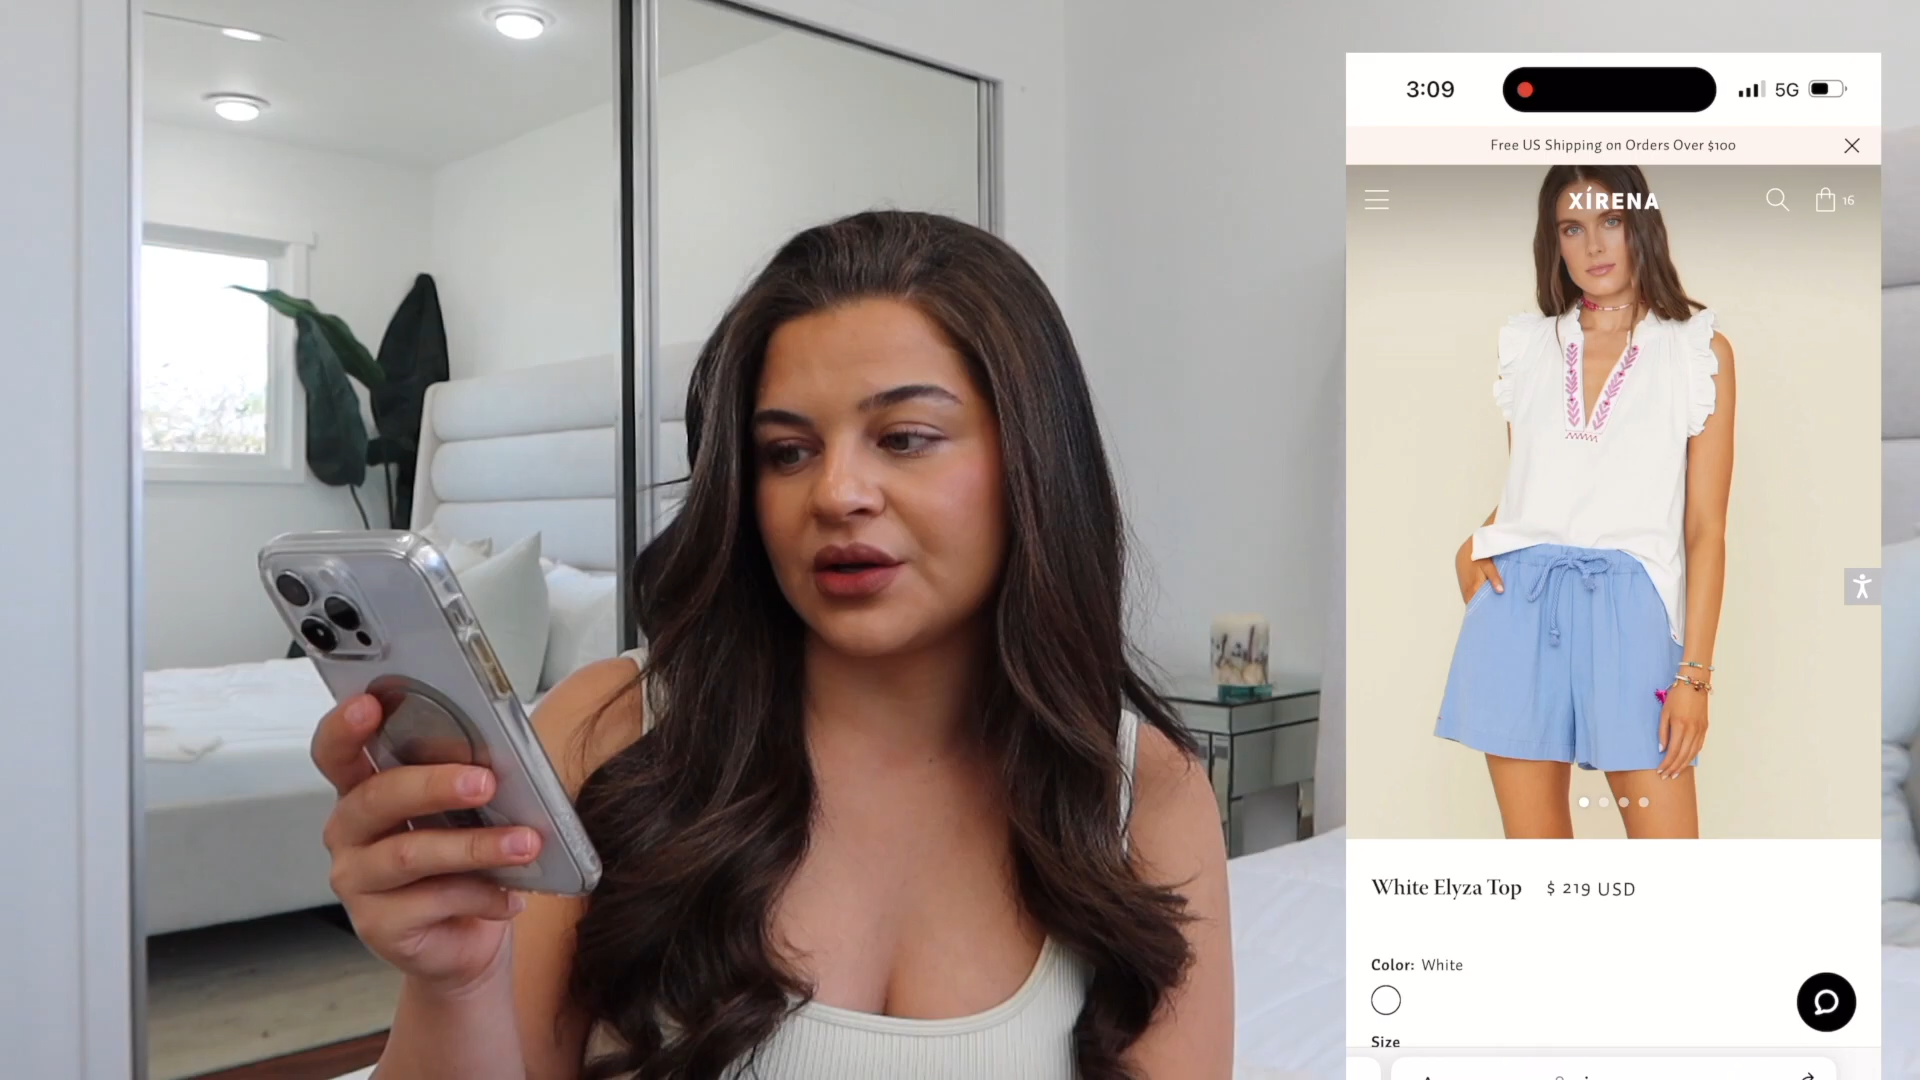 3:09
5G
Free US Shipping on Orders Over $100
XÍRENA
16
White Elyza Top $ 219 USD
Color: White
Size